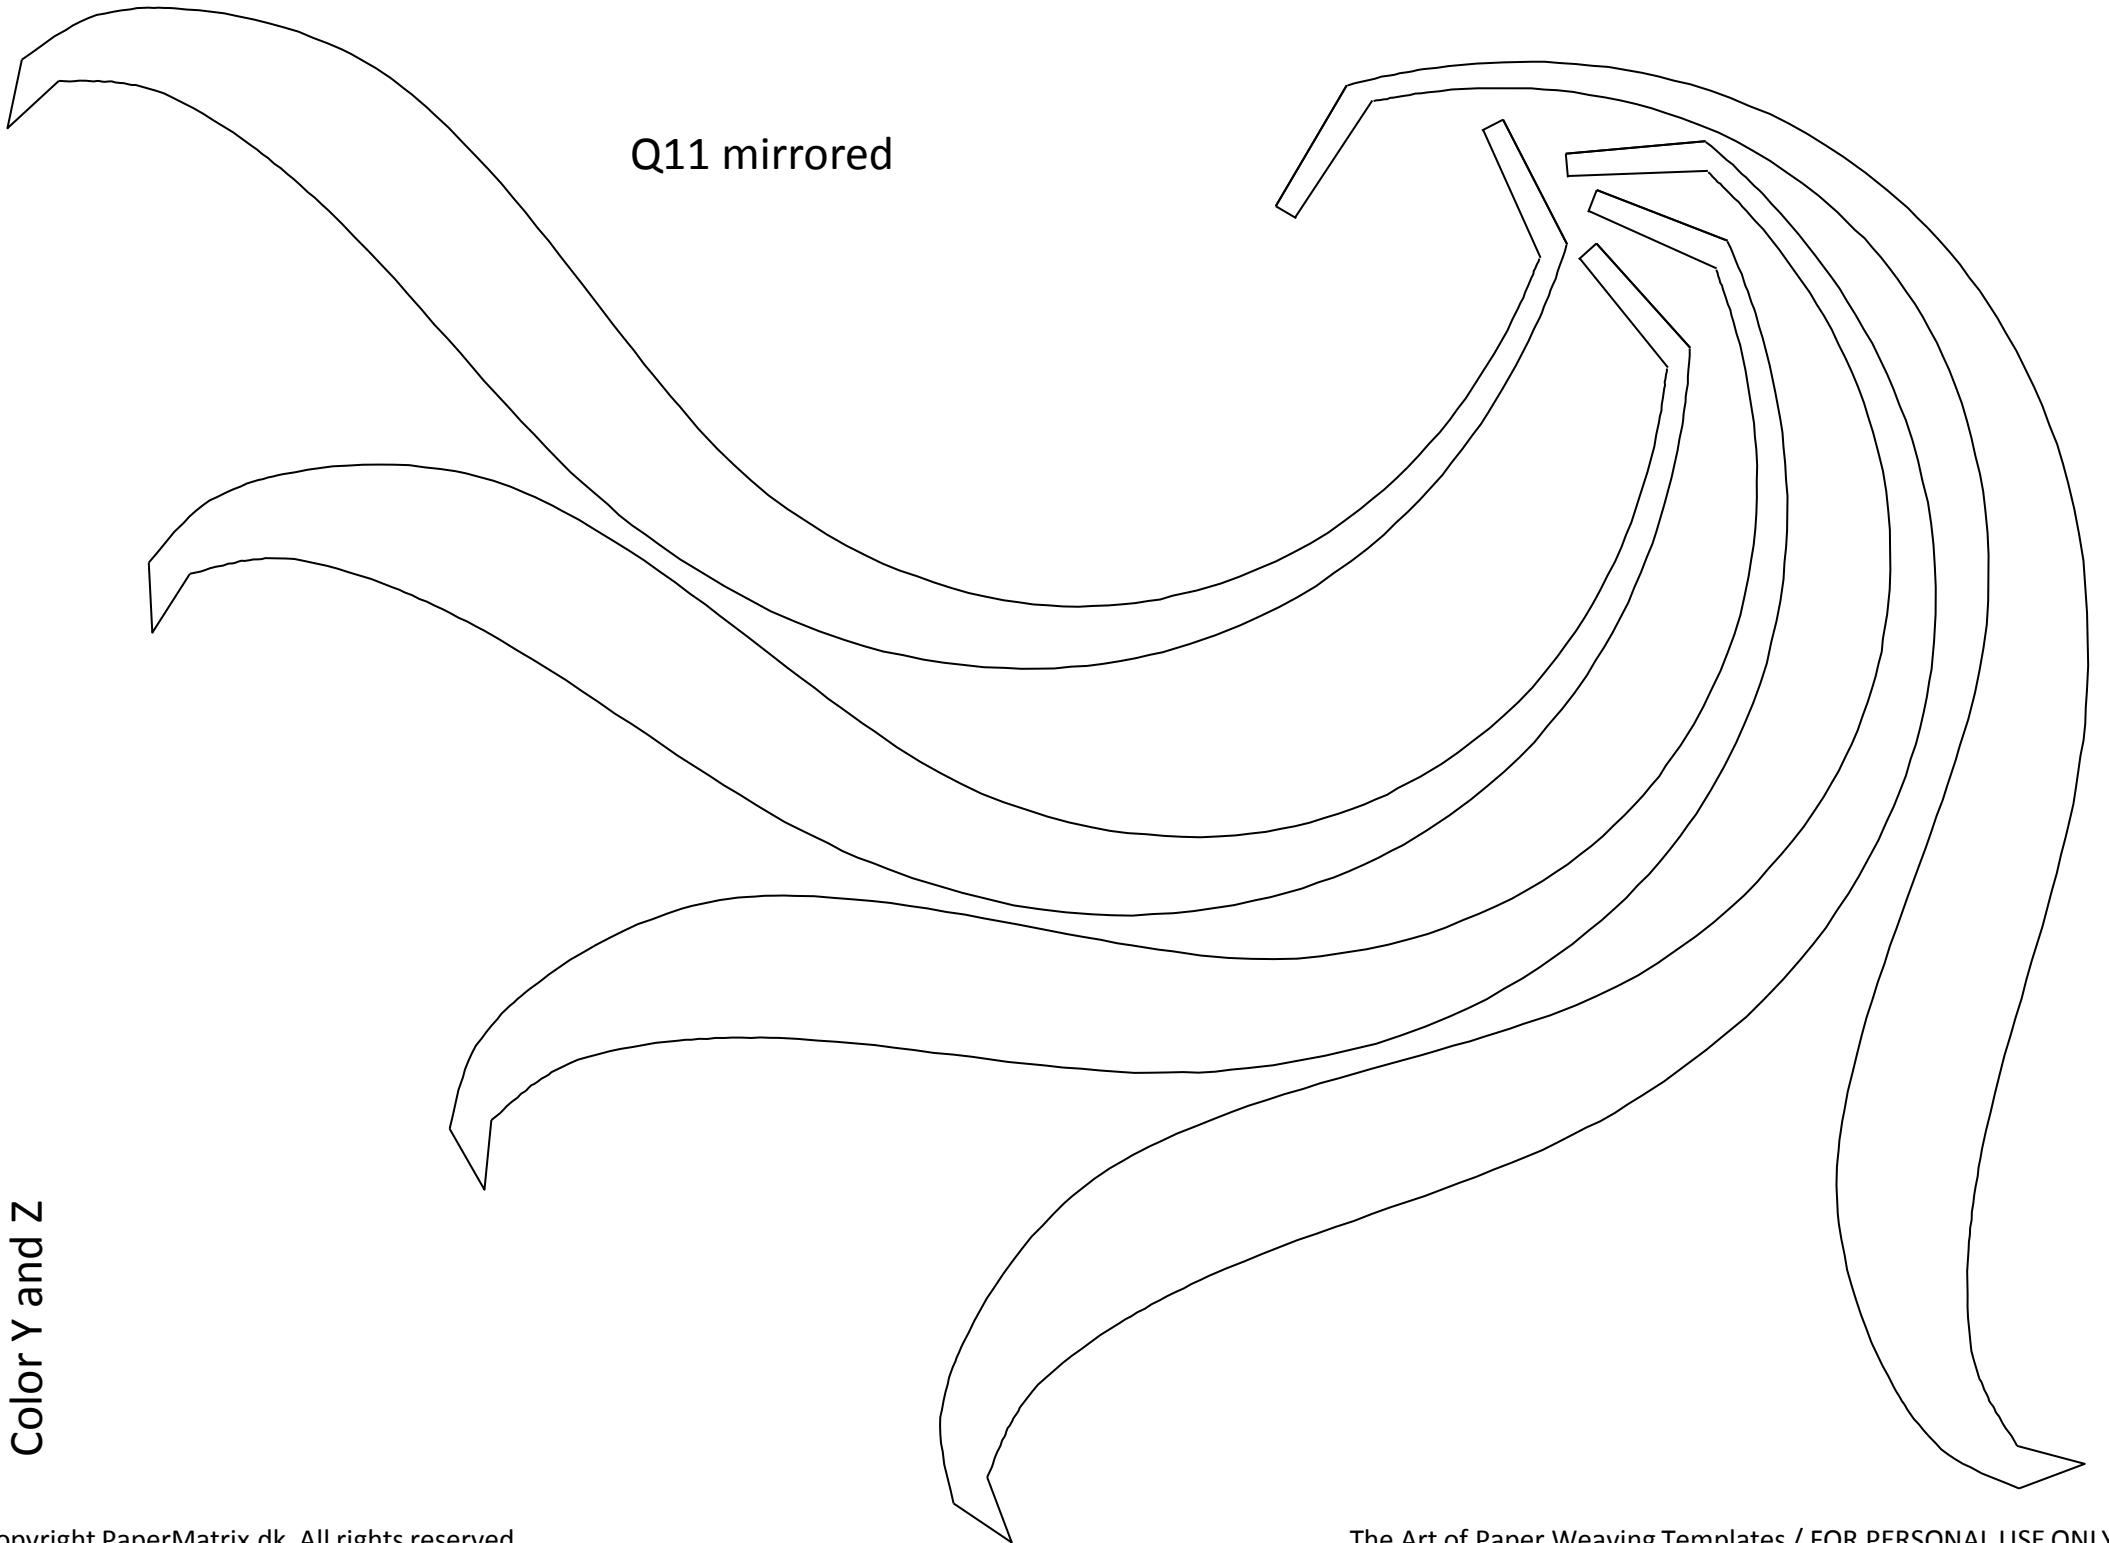 Q11 mirrored
Color Y and Z
opyright PaperMatrix.dk. All rights reserved
The Art of Paper Weaving Templates / FOR PERSONAL USE ONLY